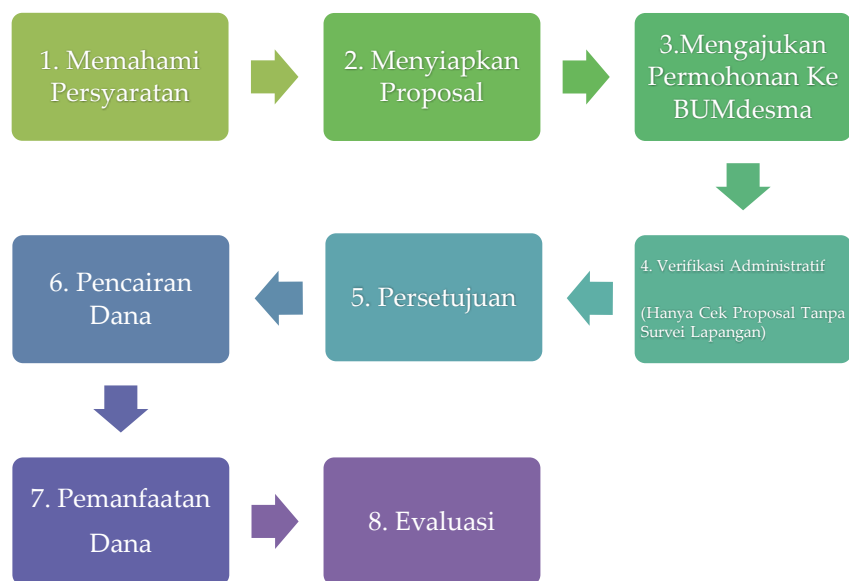 1. Memahami
Persyaratan
2. Menyiapkan
Proposal
3.Mengajukan
Permohonan Ke
BUMdesma
4. Verifikasi Administratif
(Hanya Cek Proposal Tanpa
Survei Lapangan)
5. Persetujuan
6. Pencairan
Dana
7. Pemanfaatan
Dana
8. Evaluasi